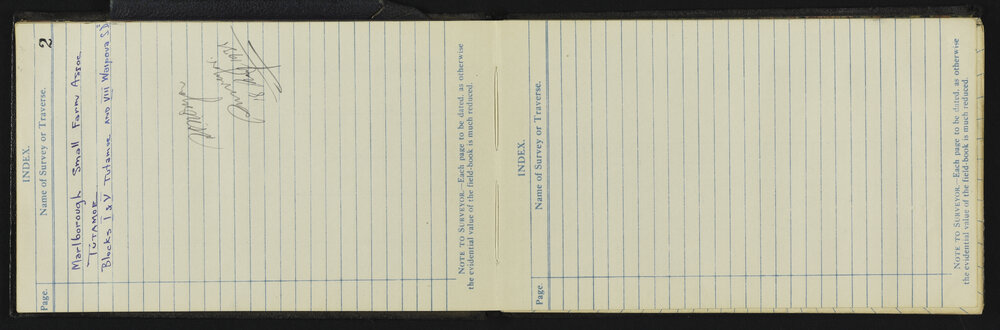 2
INDEX.
Page. Name of Survey or Traverse.
Marlborough Small Farm Assoc.
TUTAMOE
Blocks I & V Tutamoe AND VIII Waipoua S.D.
NOTE TO SURVEYOR.—Each page to be dated, as otherwise
the evidential value of the field-book is much reduced.
INDEX.
Page. Name of Survey or Traverse.
NOTE TO SURVEYOR.—Each page to be dated, as otherwise
the evidential value of the field-book is much reduced.